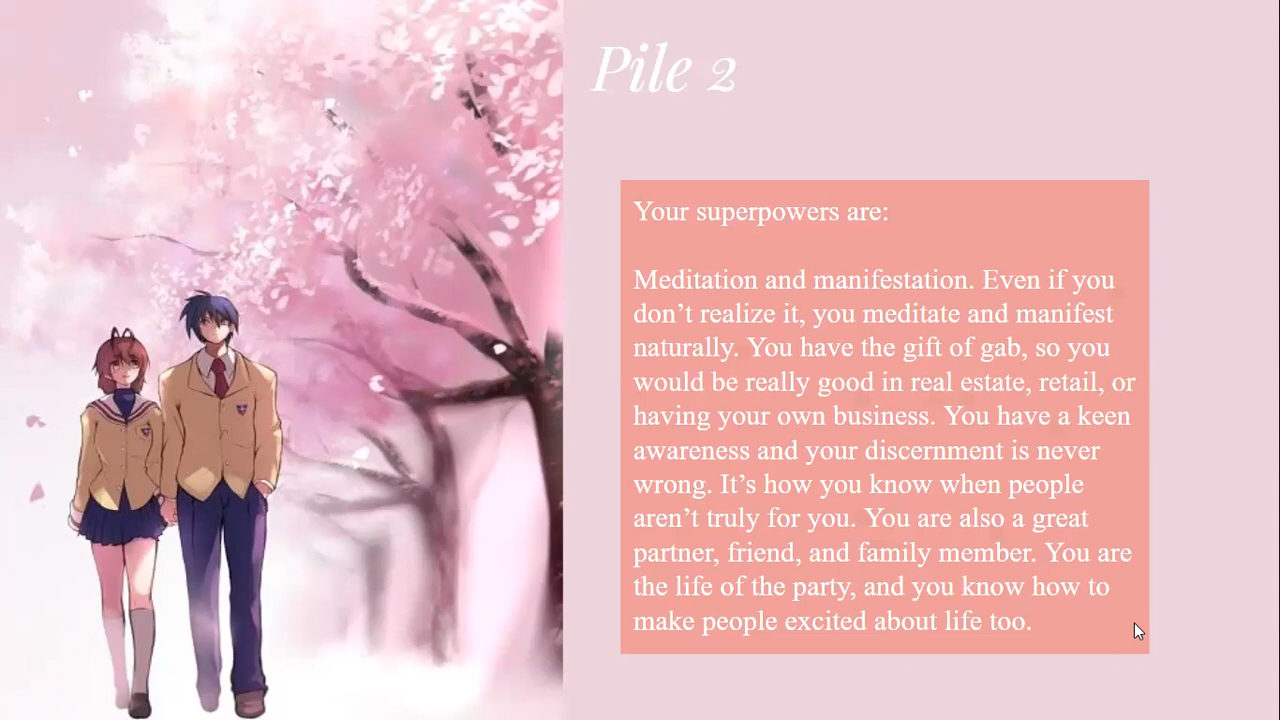 Pile 2
Your superpowers are:
Meditation and manifestation. Even if you
don’t realize it, you meditate and manifest
naturally. You have the gift of gab, so you
would be really good in real estate, retail, or
having your own business. You have a keen
awareness and your discernment is never
wrong. It’s how you know when people
aren’t truly for you. You are also a great
partner, friend, and family member. You are
the life of the party, and you know how to
make people excited about life too.